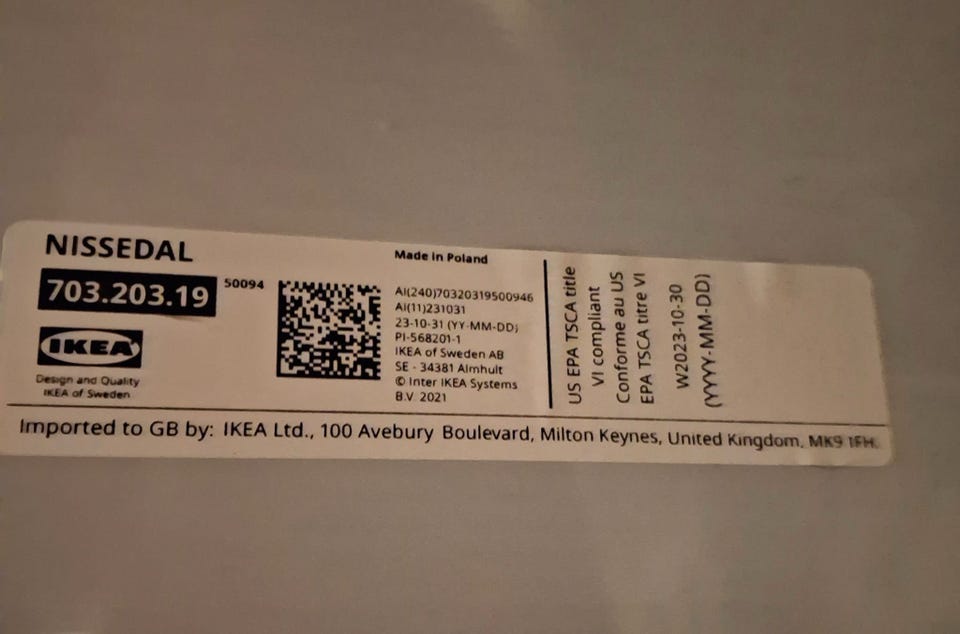 NISSEDAL
703.203.19
50094
IKEA
Design and Quality
IKEA of Sweden
Made in Poland
AI(240)70320319500946
AI(11)231031
23-10-31 (YY-MM-DD)
PI-568201-1
IKEA of Sweden AB
SE - 34381 Almhult
© Inter IKEA Systems
B.V. 2021
US EPA TSCA title
VI compliant
Conforme au US
EPA TSCA titre VI
W2023-10-30
(YYYY-MM-DD)
Imported to GB by: IKEA Ltd., 100 Avebury Boulevard, Milton Keynes, United Kingdom, MK9 1FH.